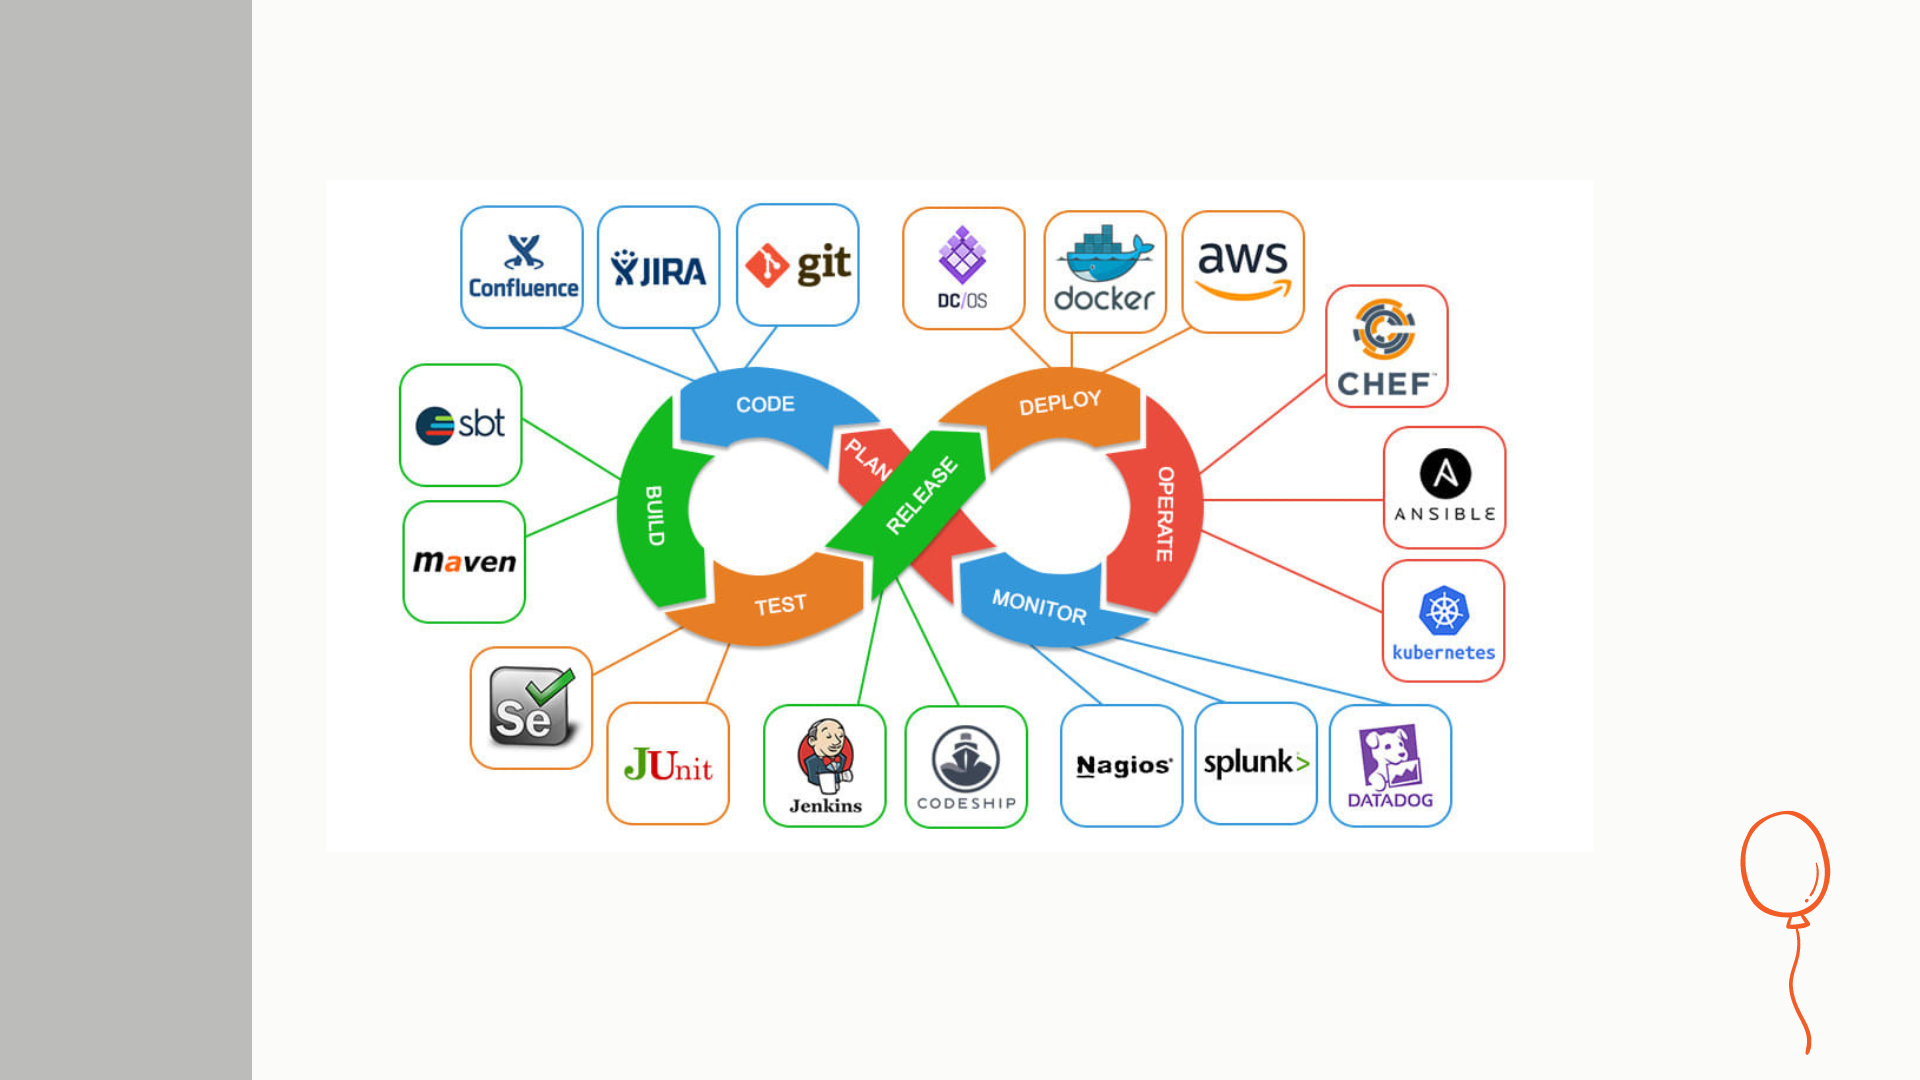 Confluence
JIRA
git
DC/OS
docker
aws
CHEF™
sbt
maven
CODE
PLAN
RELEASE
DEPLOY
OPERATE
BUILD
TEST
MONITOR
ANSIBLE
kubernetes
Se
JUnit
Jenkins
CODESHIP
Nagios®
splunk>
DATADOG